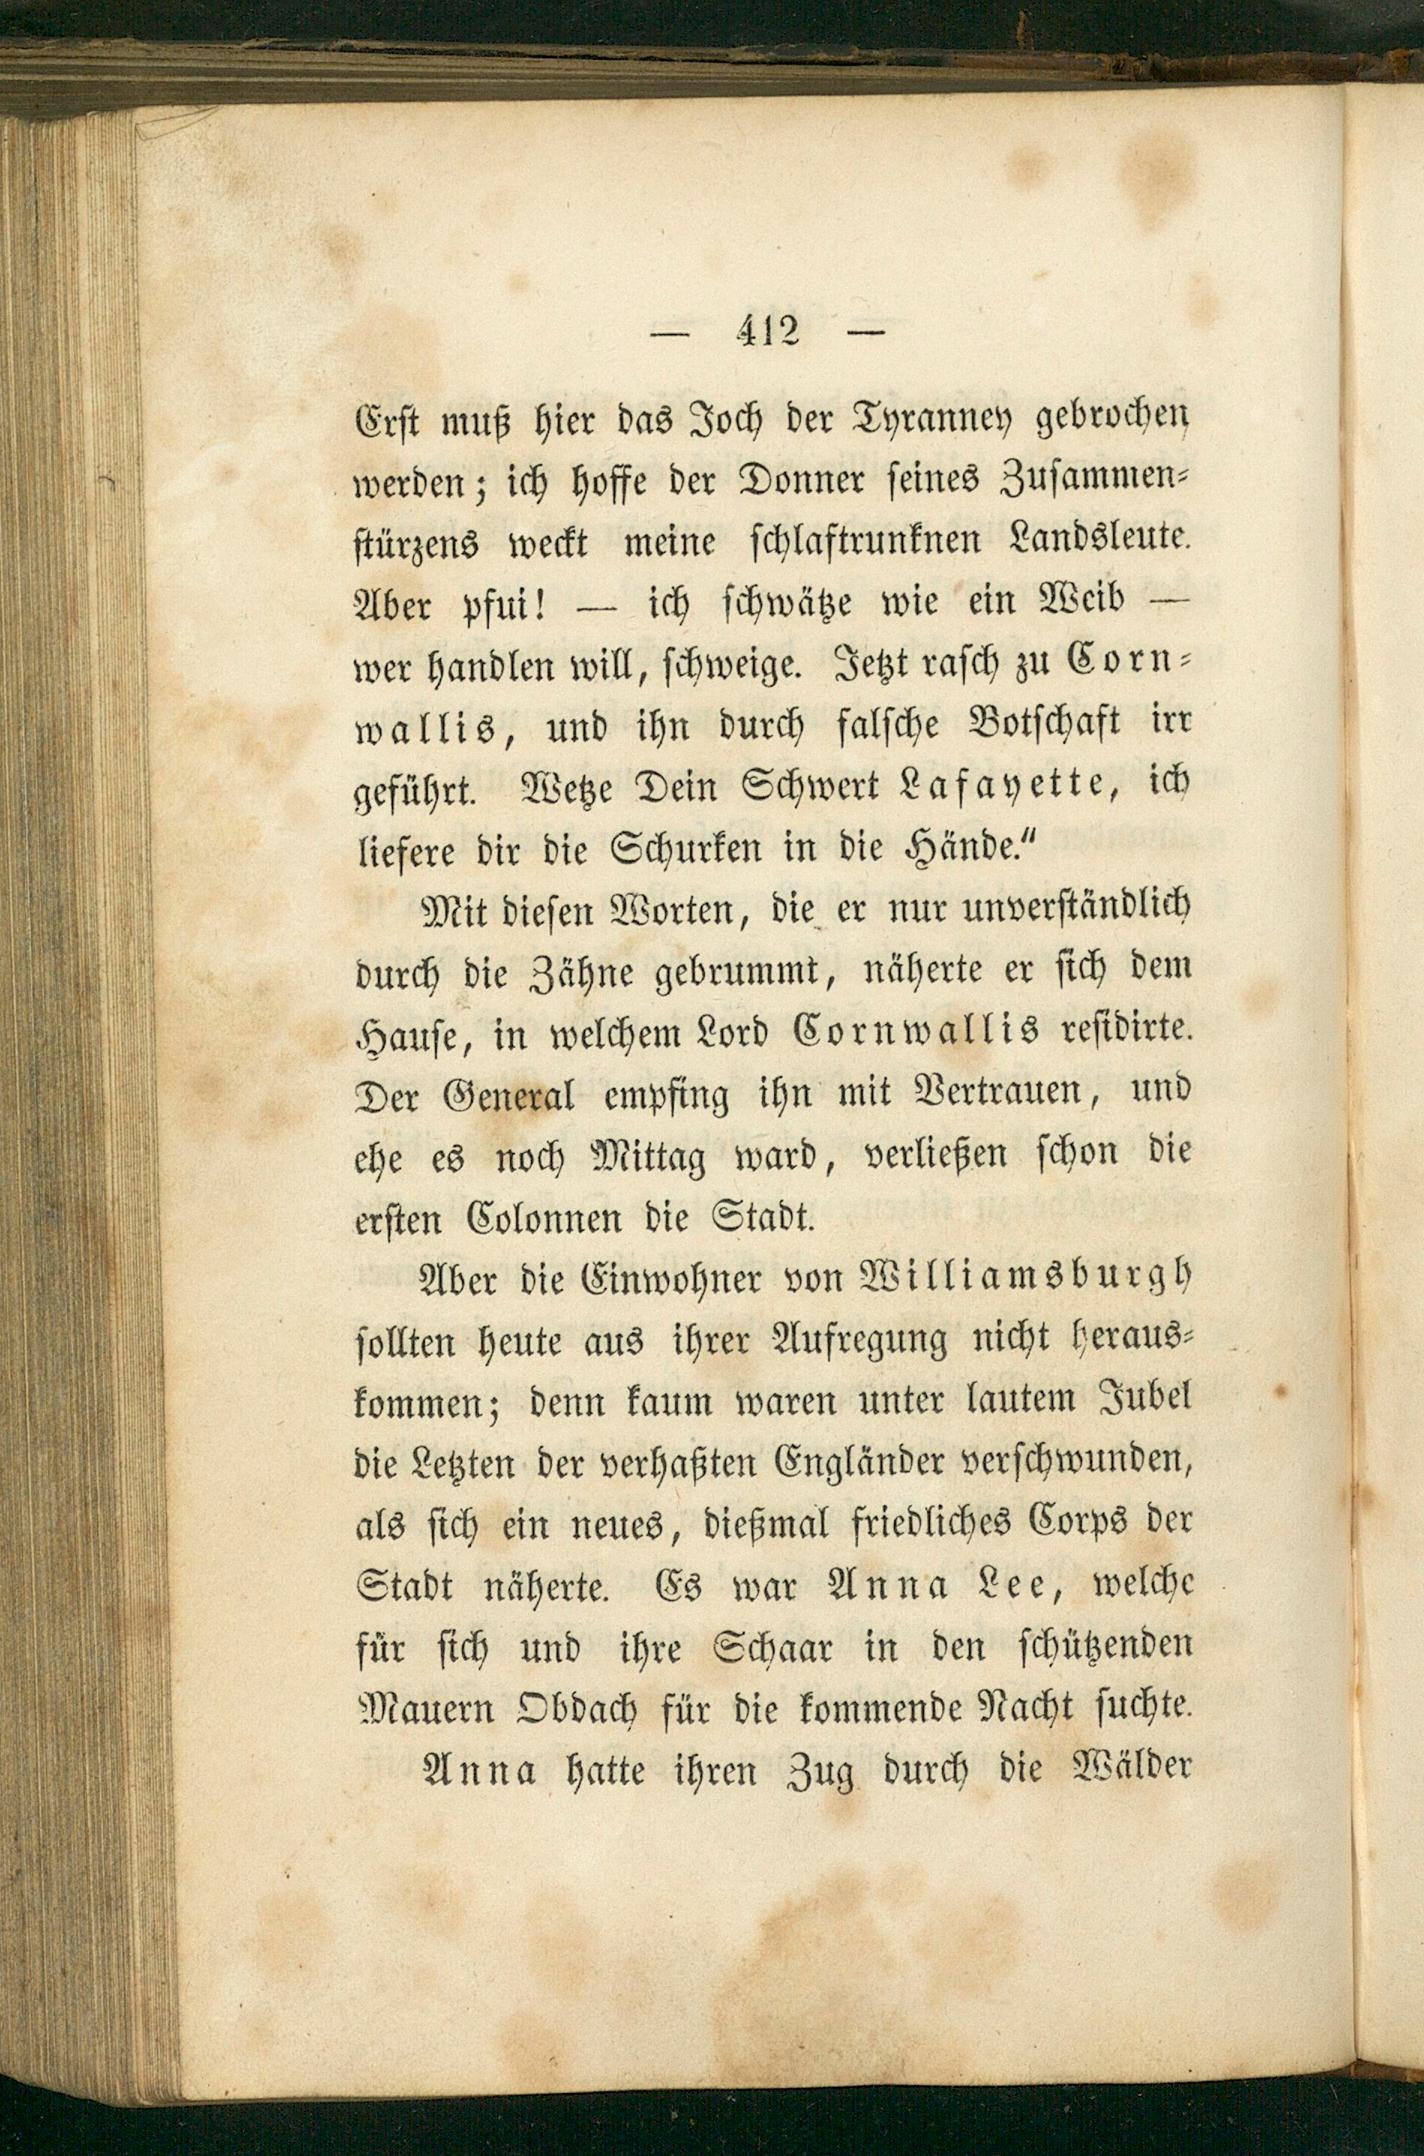 — 412 —
Erst muß hier das Joch der Tyranney gebrochen
werden; ich hoffe der Donner seines Zusammen-
stürzens weckt meine schlaftrunknen Landsleute.
Aber pfui! — ich schwätze wie ein Weib —
wer handlen will, schweige. Jetzt rasch zu Corn-
wallis, und ihn durch falsche Botschaft irr
geführt. Wetze Dein Schwert Lafayette, ich
liefere dir die Schurken in die Hände.“
Mit diesen Worten, die er nur unverständlich
durch die Zähne gebrummt, näherte er sich dem
Hause, in welchem Lord Cornwallis residirte.
Der General empfing ihn mit Vertrauen, und
ehe es noch Mittag ward, verließen schon die
ersten Colonnen die Stadt.
Aber die Einwohner von Williamsburgh
sollten heute aus ihrer Aufregung nicht heraus-
kommen; denn kaum waren unter lautem Jubel
die Letzten der verhaßten Engländer verschwunden,
als sich ein neues, dießmal friedliches Corps der
Stadt näherte. Es war Anna Lee, welche
für sich und ihre Schaar in den schützenden
Mauern Obdach für die kommende Nacht suchte.
Anna hatte ihren Zug durch die Wälder